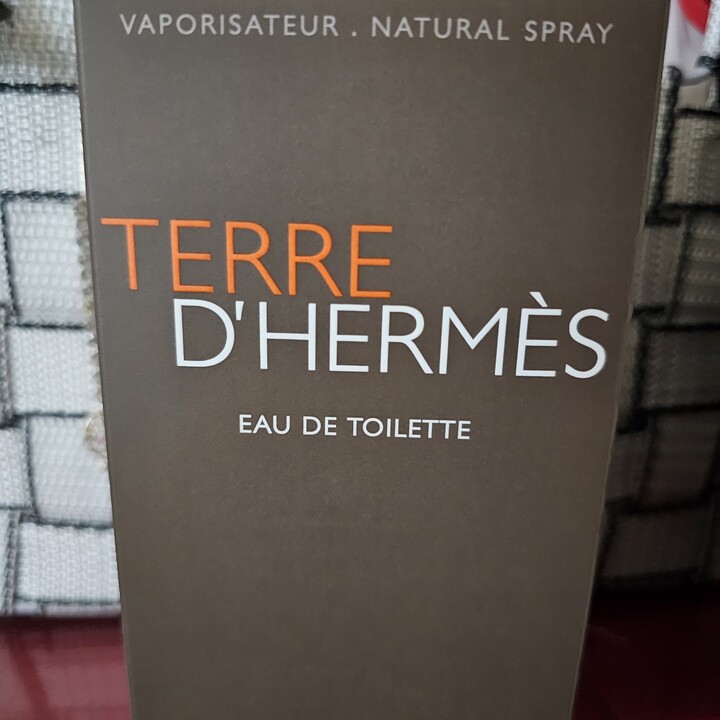 VAPORISATEUR . NATURAL SPRAY
TERRE
D'HERMÈS
EAU DE TOILETTE